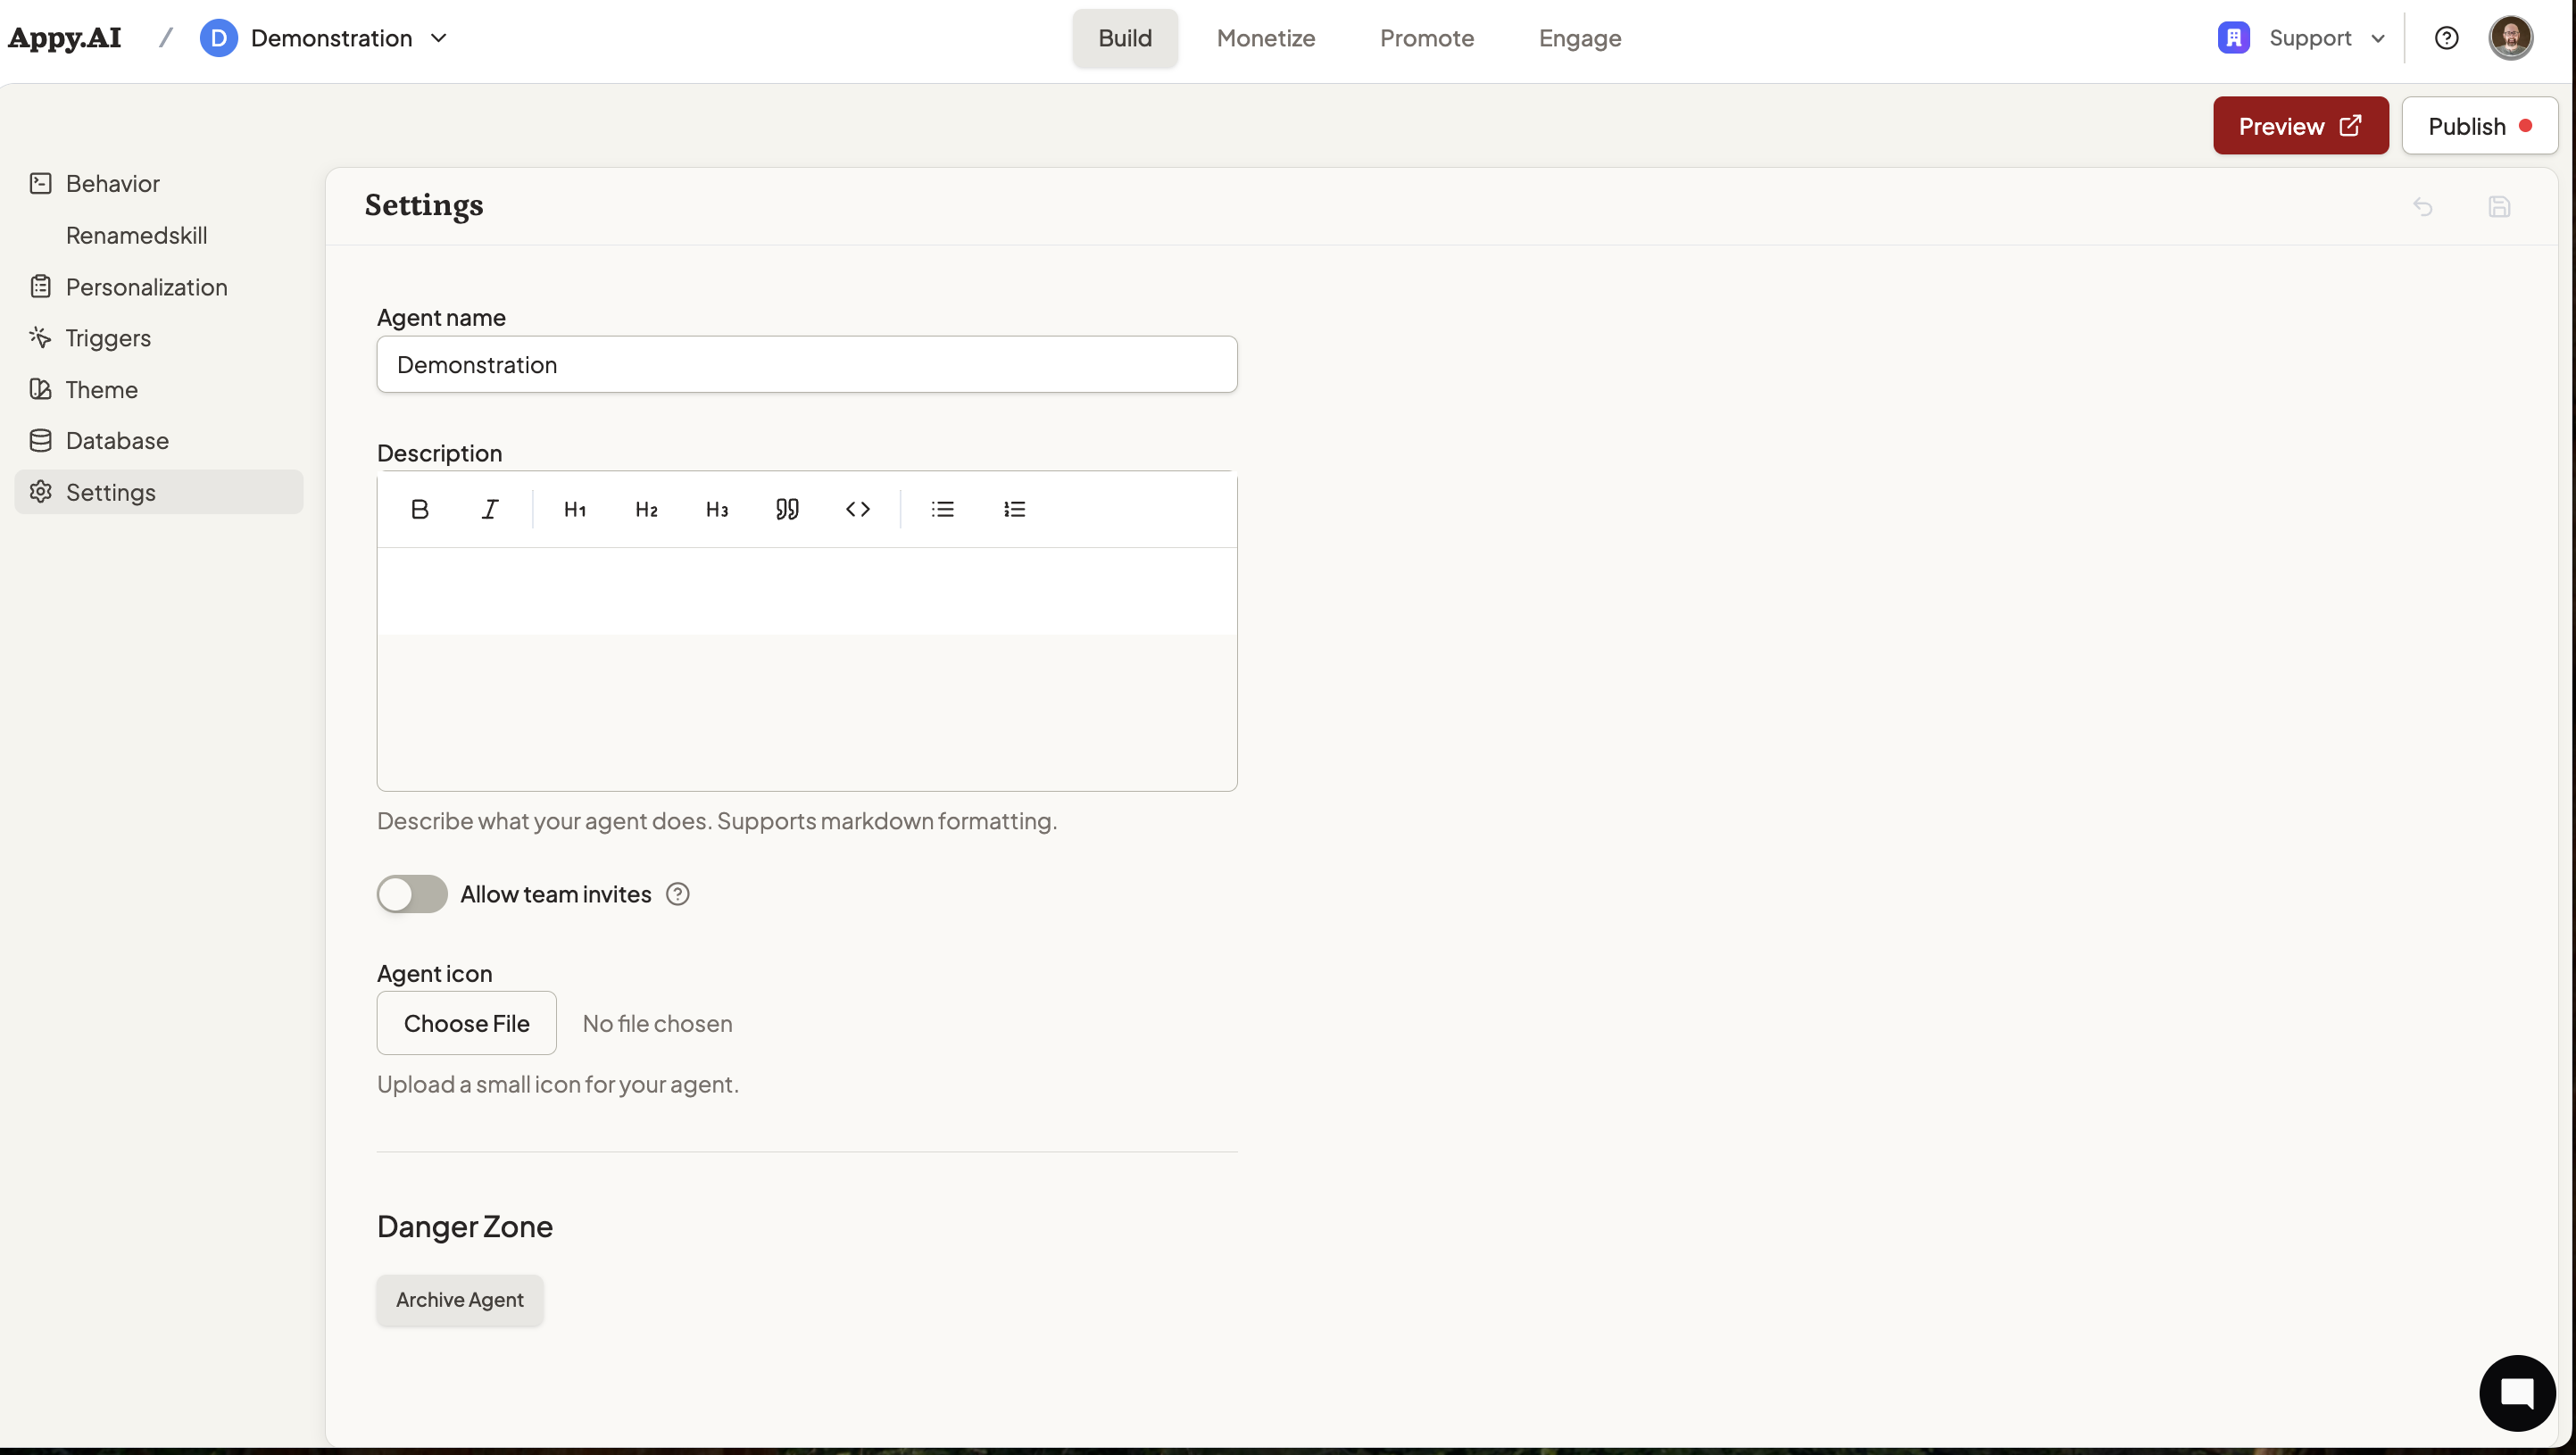 Appy.AI / D Demonstration Build Monetize Promote Engage Support
Preview Publish
Behavior
Renamedskill
Personalization
Triggers
Theme
Database
Settings
Settings
Agent name
Demonstration
Description
B I H1 H2 H3
Describe what your agent does. Supports markdown formatting.
Allow team invites
Agent icon
Choose File No file chosen
Upload a small icon for your agent.
Danger Zone
Archive Agent